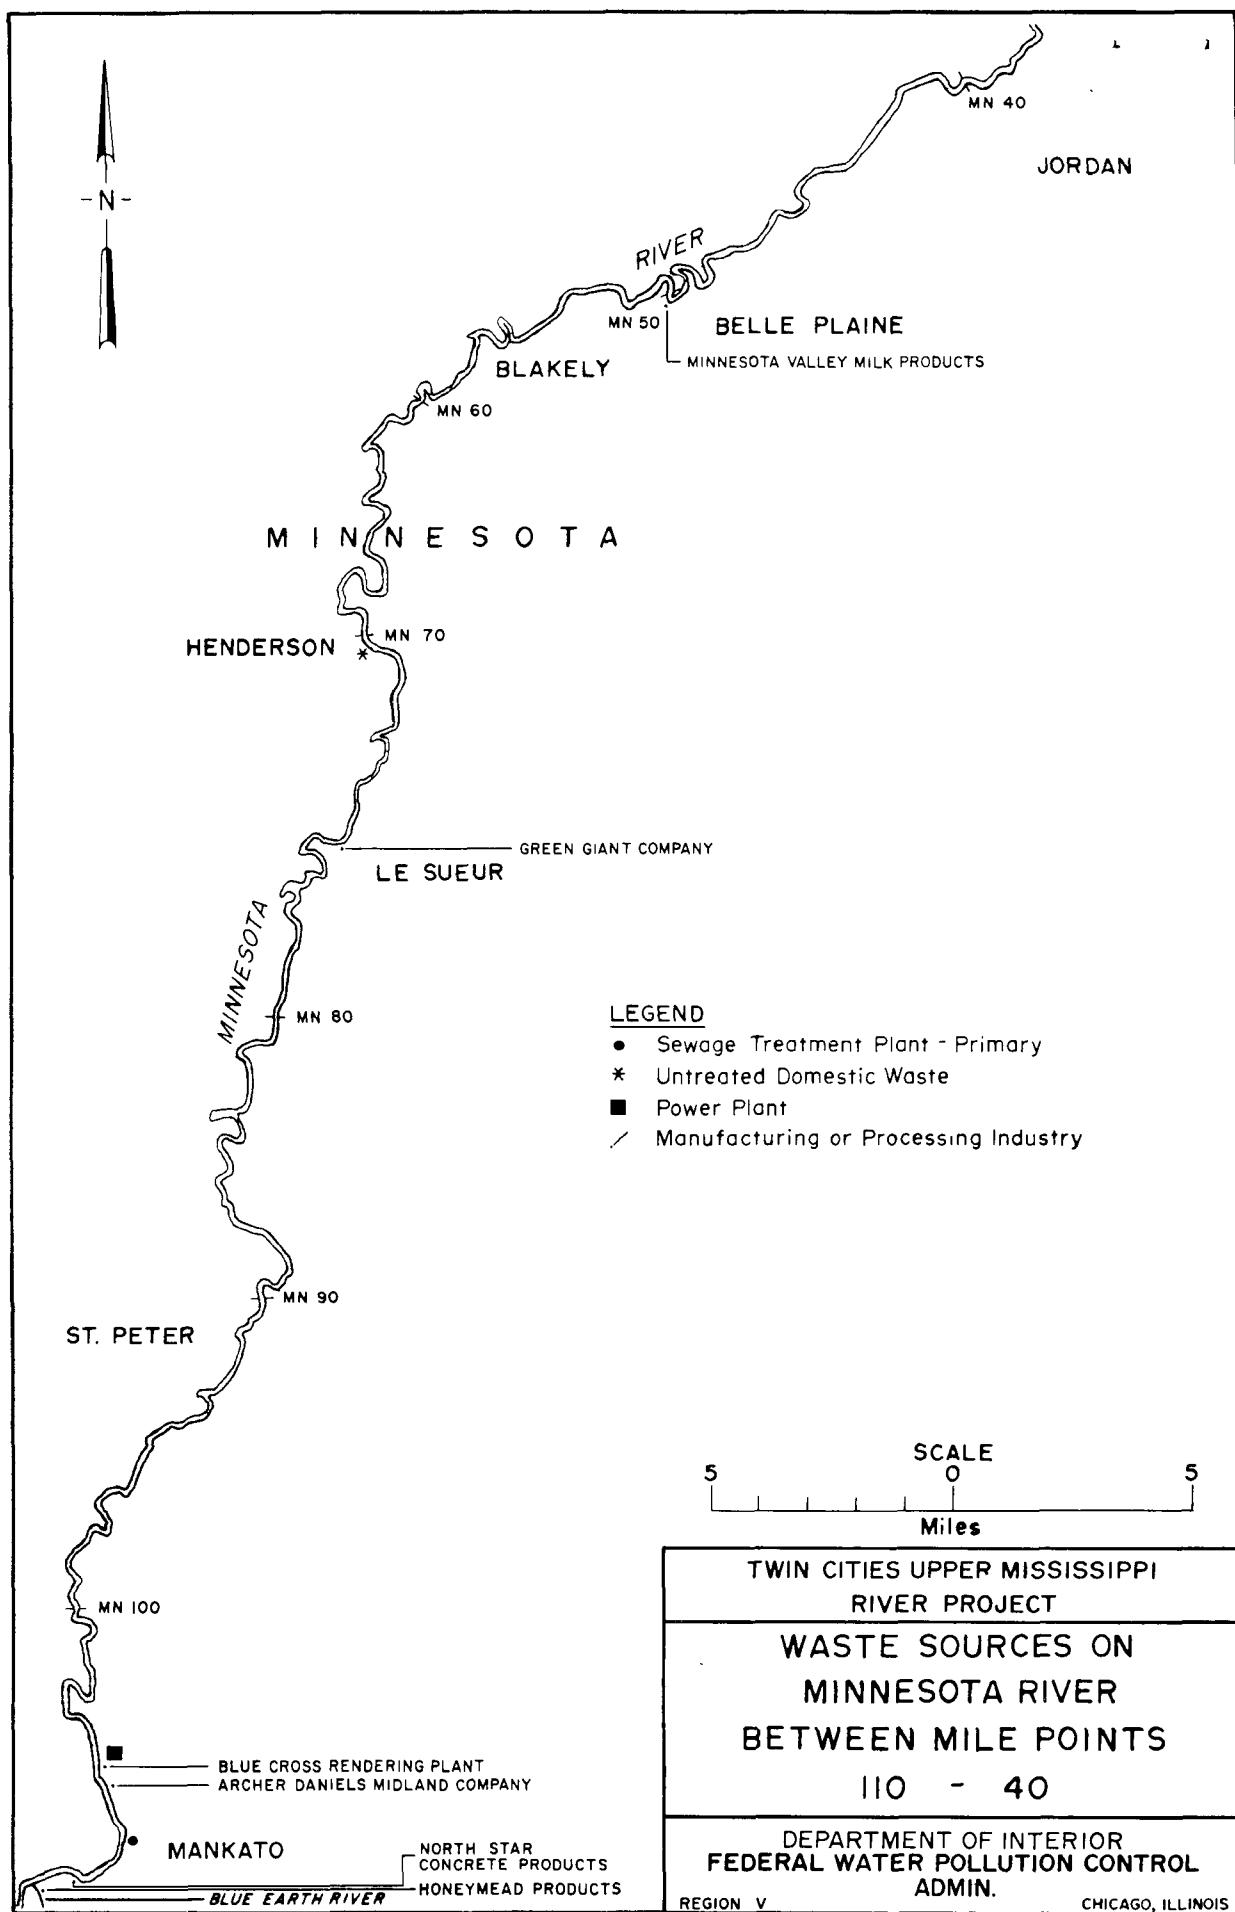 MN 40
JORDAN
- N -
RIVER
MN 50
BELLE PLAINE
MINNESOTA VALLEY MILK PRODUCTS
BLAKELY
MN 60
MINNESOTA
MN 70
HENDERSON
GREEN GIANT COMPANY
LE SUEUR
MINNESOTA
MN 80
LEGEND
Sewage Treatment Plant - Primary
Untreated Domestic Waste
Power Plant
Manufacturing or Processing Industry
MN 90
ST. PETER
SCALE
5 0 5
Miles
MN 100
BLUE CROSS RENDERING PLANT
ARCHER DANIELS MIDLAND COMPANY
MANKATO
NORTH STAR
CONCRETE PRODUCTS
HONEYMEAD PRODUCTS
BLUE EARTH RIVER
TWIN CITIES UPPER MISSISSIPPI
RIVER PROJECT
WASTE SOURCES ON
MINNESOTA RIVER
BETWEEN MILE POINTS
110 - 40
DEPARTMENT OF INTERIOR
FEDERAL WATER POLLUTION CONTROL
ADMIN.
REGION V CHICAGO, ILLINOIS